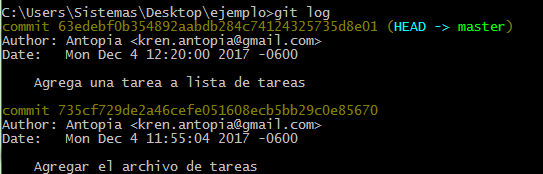 C:\Users\Sistemas\Desktop\ejemplo>git log
commit 63edebf0b354892aabdb284c74124325735d8e01 (HEAD -> master)
Author: Antopia <kren.antopia@gmail.com>
Date:   Mon Dec 4 12:20:00 2017 -0600
Agrega una tarea a lista de tareas
commit 735cf729de2a46cefe051608ecb5bb29c0e85670
Author: Antopia <kren.antopia@gmail.com>
Date:   Mon Dec 4 11:55:04 2017 -0600
Agregar el archivo de tareas